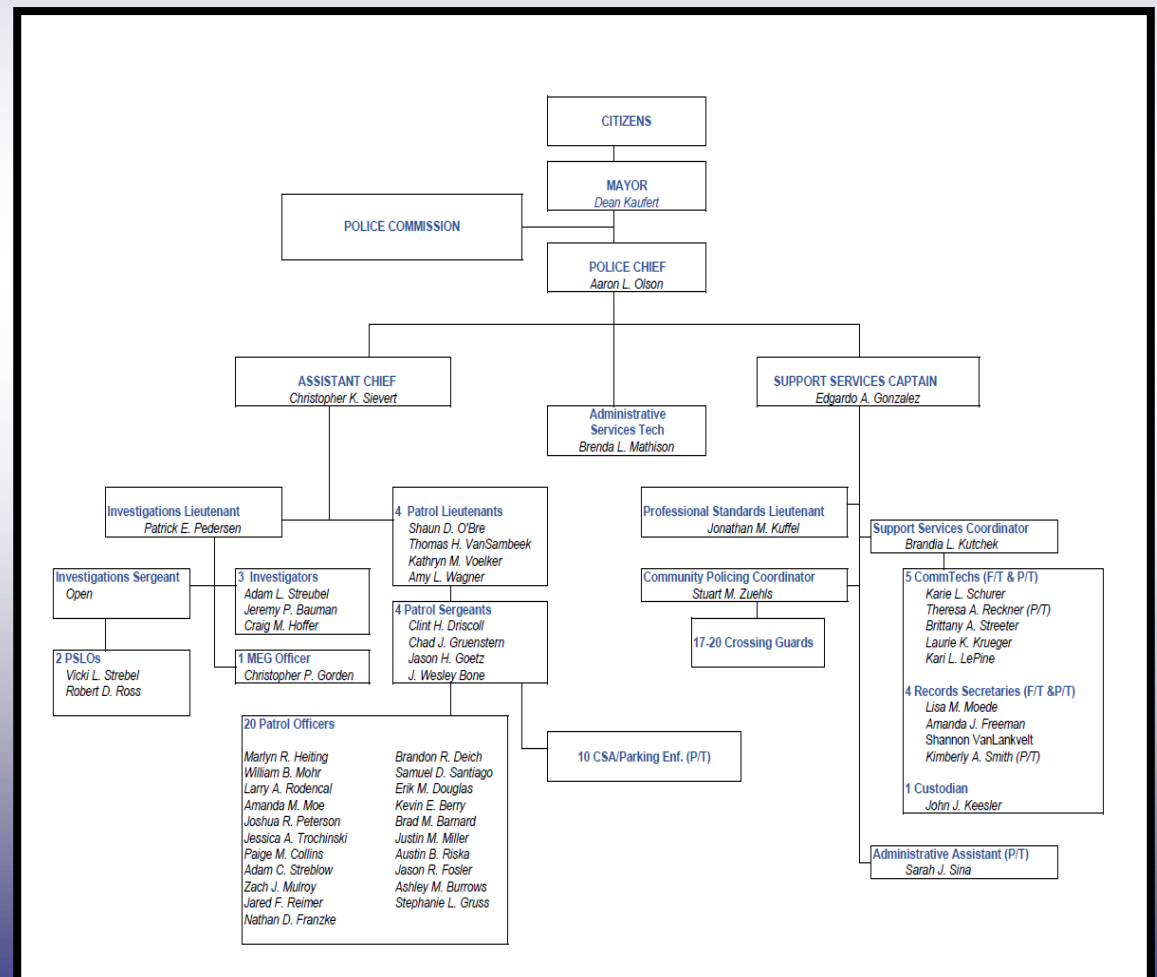 CITIZENS
MAYOR
Dean Kaufert
POLICE COMMISSION
POLICE CHIEF
Aaron L. Olson
ASSISTANT CHIEF
Christopher K. Sievert
Administrative
Services Tech
Brenda L. Mathison
SUPPORT SERVICES CAPTAIN
Edgardo A. Gonzalez
Investigations Lieutenant
Patrick E. Pedersen
4 Patrol Lieutenants
Shaun D. O'Bre
Thomas H. VanSambeek
Kathryn M. Voelker
Amy L. Wagner
Professional Standards Lieutenant
Jonathan M. Kuffel
Support Services Coordinator
Brandia L. Kutchek
Investigations Sergeant
Open
3 Investigators
Adam L. Streubel
Jeremy P. Bauman
Craig M. Hoffer
4 Patrol Sergeants
Clint H. Driscoll
Chad J. Gruenstern
Jason H. Goetz
J. Wesley Bone
Community Policing Coordinator
Stuart M. Zuehls
17-20 Crossing Guards
5 CommTechs (F/T & P/T)
Karie L. Schurer
Theresa A. Reckner (P/T)
Brittany A. Streeter
Laurie K. Krueger
Kari L. LePine
4 Records Secretaries (F/T &P/T)
Lisa M. Moede
Amanda J. Freeman
Shannon VanLankvelt
Kimberly A. Smith (P/T)
1 Custodian
John J. Keesler
2 PSLOs
Vicki L. Strebel
Robert D. Ross
1 MEG Officer
Christopher P. Gorden
20 Patrol Officers
Marlyn R. Heiting
William B. Mohr
Larry A. Rodencal
Amanda M. Moe
Joshua R. Peterson
Jessica A. Trochinski
Paige M. Collins
Adam C. Streblow
Zach J. Mulroy
Jared F. Reimer
Nathan D. Franzke
Brandon R. Deich
Samuel D. Santiago
Erik M. Douglas
Kevin E. Berry
Brad M. Barnard
Justin M. Miller
Austin B. Riska
Jason R. Fosler
Ashley M. Burrows
Stephanie L. Gruss
10 CSA/Parking Enf. (P/T)
Administrative Assistant (P/T)
Sarah J. Sina